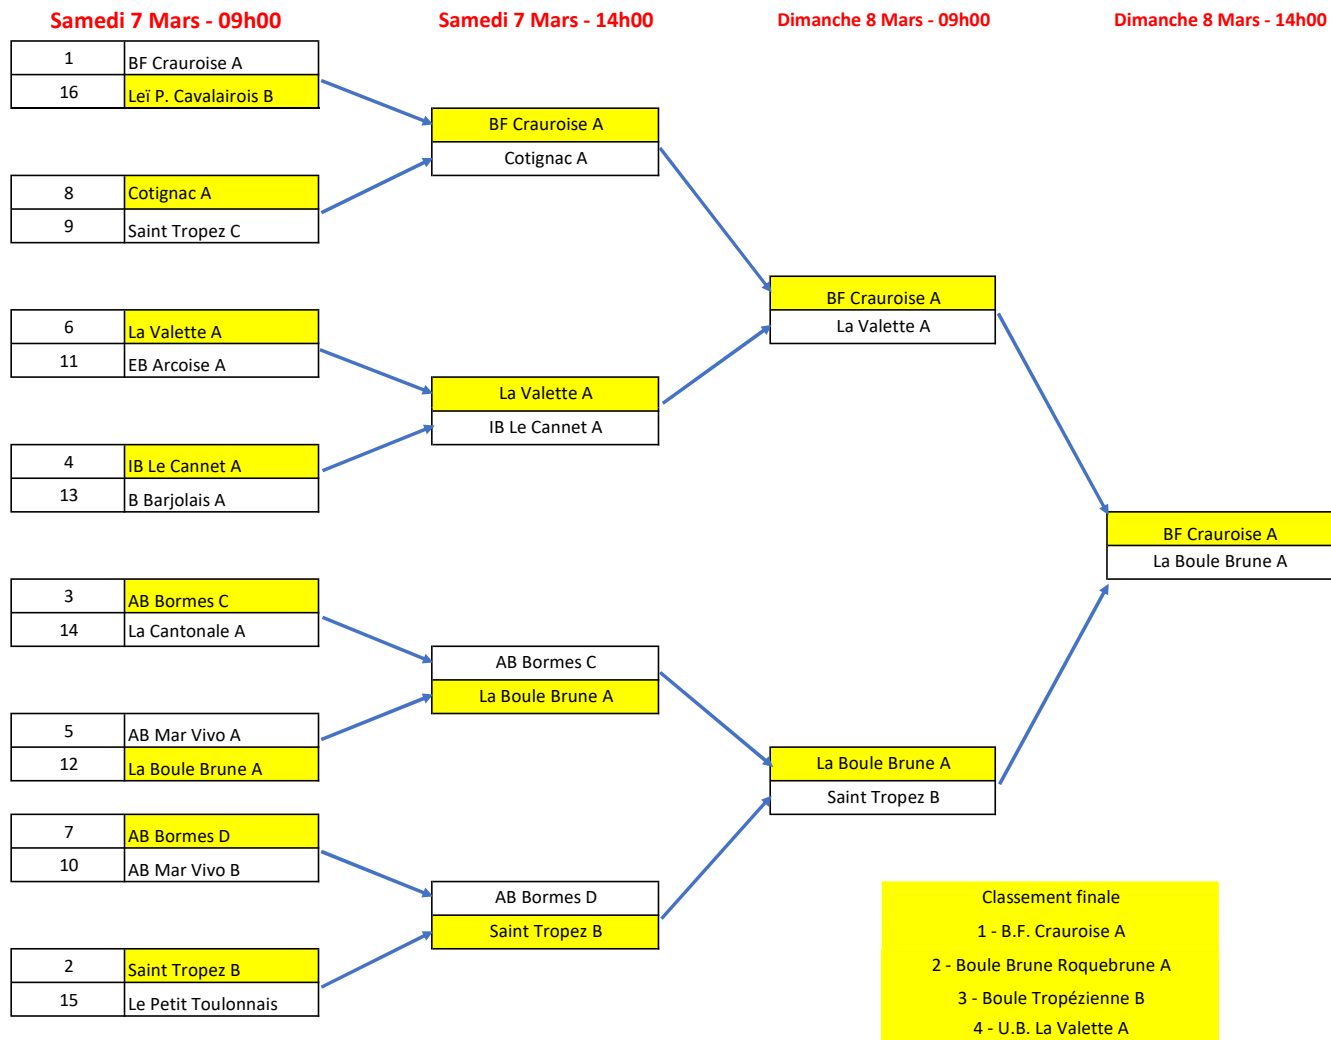 Samedi 7 Mars - 09h00
Samedi 7 Mars - 14h00
Dimanche 8 Mars - 09h00
Dimanche 8 Mars - 14h00
1 BF Crauroise A
16 Leï P. Cavalairois B
8 Cotignac A
9 Saint Tropez C
6 La Valette A
11 EB Arcoise A
4 IB Le Cannet A
13 B Barjolais A
3 AB Bormes C
14 La Cantonale A
5 AB Mar Vivo A
12 La Boule Brune A
7 AB Bormes D
10 AB Mar Vivo B
2 Saint Tropez B
15 Le Petit Toulonnais
BF Crauroise A
Cotignac A
La Valette A
IB Le Cannet A
AB Bormes C
La Boule Brune A
AB Bormes D
Saint Tropez B
BF Crauroise A
La Valette A
La Boule Brune A
Saint Tropez B
BF Crauroise A
La Boule Brune A
Classement finale
1 - B.F. Crauroise A
2 - Boule Brune Roquebrune A
3 - Boule Tropézienne B
4 - U.B. La Valette A